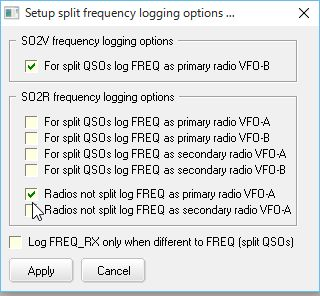 Setup split frequency logging options ...
SO2V frequency logging options
For split QSOs log FREQ as primary radio VFO-B
SO2R frequency logging options
For split QSOs log FREQ as primary radio VFO-A
For split QSOs log FREQ as primary radio VFO-B
For split QSOs log FREQ as secondary radio VFO-A
For split QSOs log FREQ as secondary radio VFO-B
Radios not split log FREQ as primary radio VFO-A
Radios not split log FREQ as secondary radio VFO-A
Log FREQ_RX only when different to FREQ (split QSOs)
Apply
Cancel